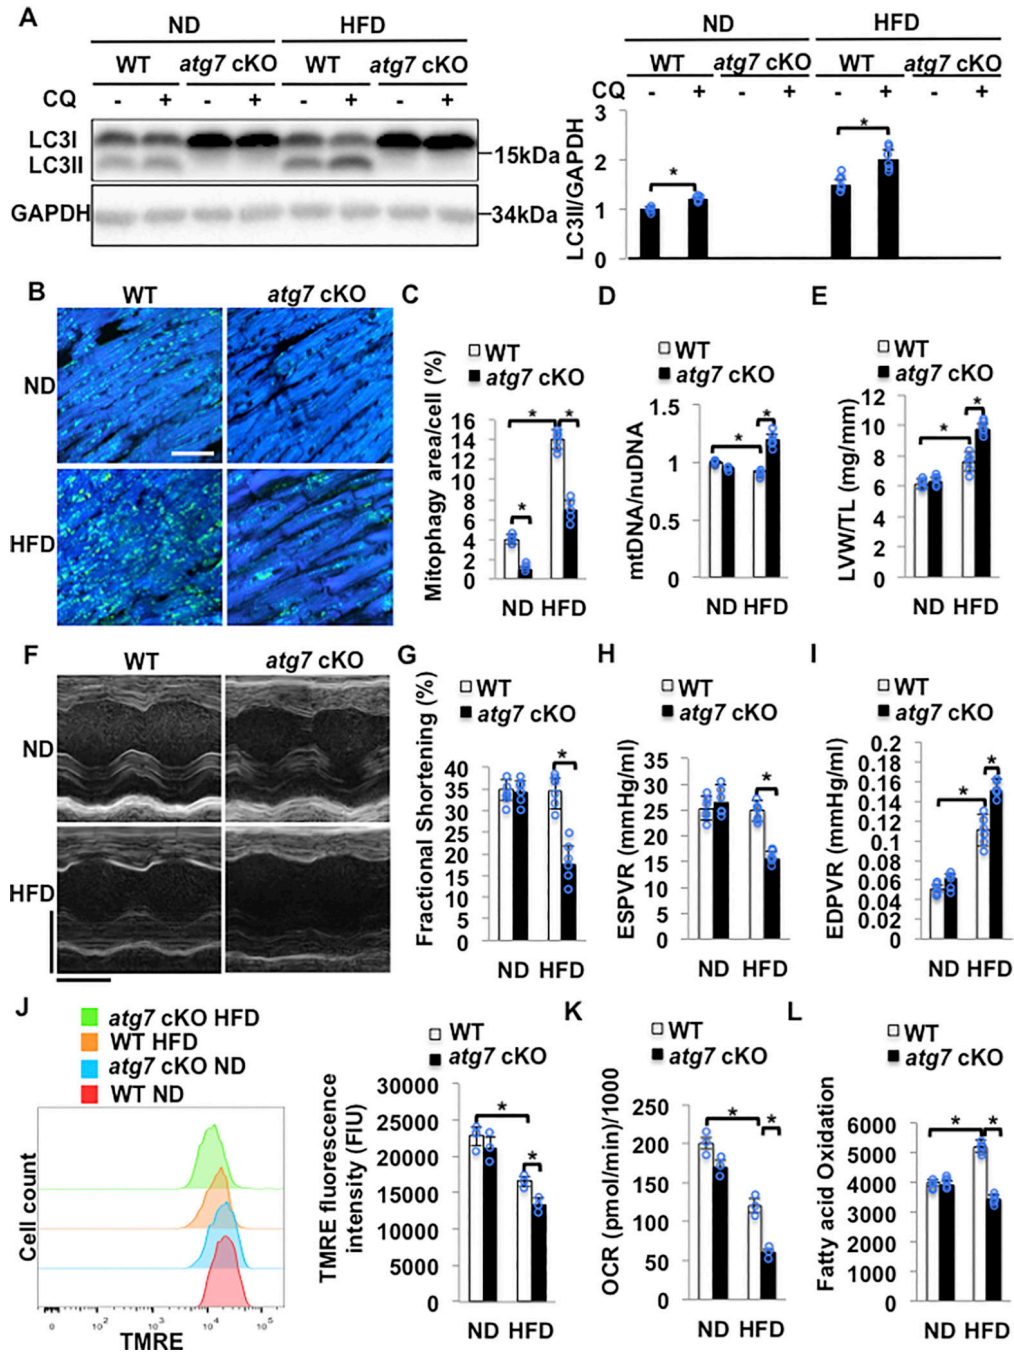 A
ND HFD
WT atg7 cKO WT atg7 cKO
CQ - + - + - + - +
LC3I
LC3II
15kDa
GAPDH
34kDa
ND HFD
WT atg7 cKO WT atg7 cKO
CQ - + - + - + - +
LC3II/GAPDH
3
2
1
0
* *
B
WT atg7 cKO
ND
HFD
C
WT
atg7 cKO
Mitophagy area/cell (%)
16
14
12
10
8
6
4
2
0
* * *
ND HFD
D
WT
atg7 cKO
mtDNA/nuDNA
1.5
1
0.5
0
* *
ND HFD
E
WT
atg7 cKO
LVW/TL (mg/mm)
12
10
8
6
4
2
0
* *
ND HFD
F
WT atg7 cKO
ND
HFD
G
WT
atg7 cKO
Fractional Shortening (%)
40
35
30
25
20
15
10
5
0
*
ND HFD
H
WT
atg7 cKO
ESPVR (mmHg/ml)
35
30
25
20
15
10
5
0
*
ND HFD
I
WT
atg7 cKO
EDPVR (mmHg/ml)
0.2
0.18
0.16
0.14
0.12
0.1
0.08
0.06
0.04
0.02
0
* *
ND HFD
J
atg7 cKO HFD
WT HFD
atg7 cKO ND
WT ND
Cell count
0 10² 10³ 10⁴ 10⁵
TMRE
WT
atg7 cKO
TMRE fluorescence
intensity (FIU)
30000
25000
20000
15000
10000
5000
0
* *
ND HFD
K
WT
atg7 cKO
OCR (pmol/min)/1000
250
200
150
100
50
0
* *
ND HFD
L
WT
atg7 cKO
Fatty acid Oxidation
6000
5000
4000
3000
2000
1000
0
* *
ND HFD